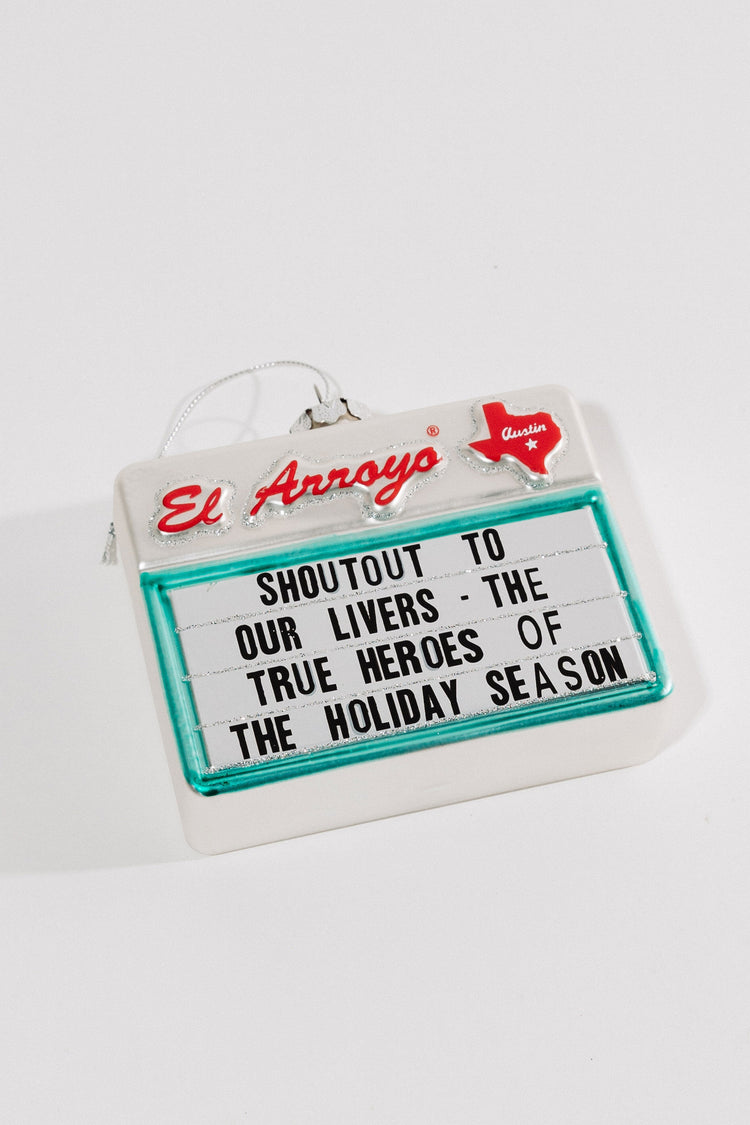 El Arroyo®
Austin
SHOUTOUT TO
OUR LIVERS - THE
TRUE HEROES OF
THE HOLIDAY SEASON